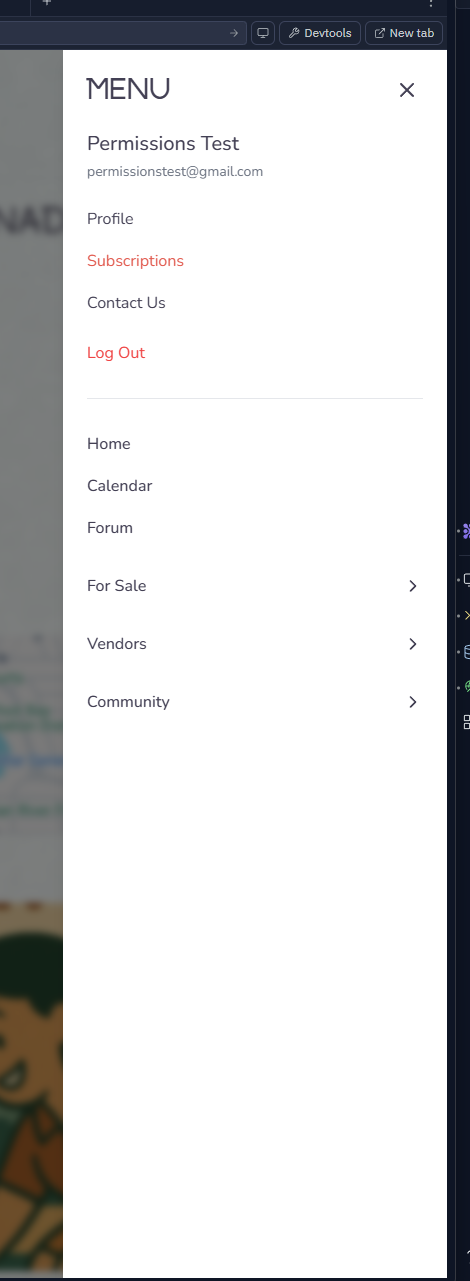 Devtools
New tab
MENU
Permissions Test
permissionstest@gmail.com
Profile
Subscriptions
Contact Us
Log Out
Home
Calendar
Forum
For Sale
Vendors
Community
NAD